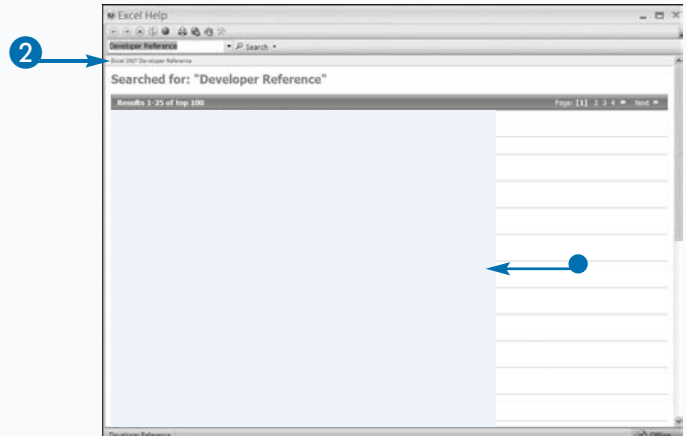 Excel Help
Developer Reference Search
2
Excel 2007 Developer Reference
Searched for: "Developer Reference"
Results 1-25 of top 100 Page: [1] 2 3 4 Next
Developer Reference Offline